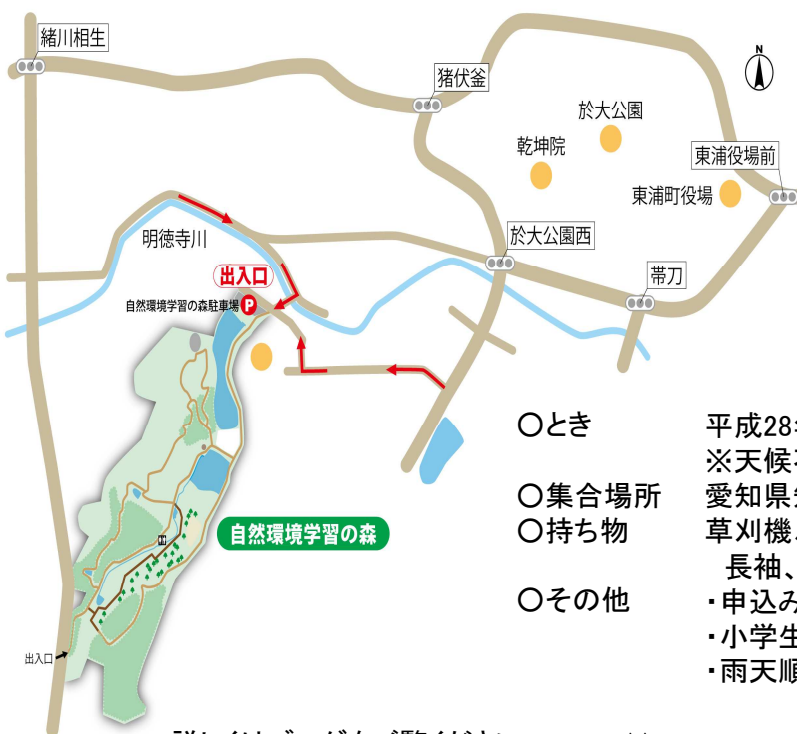 緒川相生
猪伏釜
N
於大公園
乾坤院
東浦役場前
東浦町役場
明徳寺川
於大公園西
出入口
帯刀
自然環境学習の森駐車場 P
〇とき 平成28
※天候
〇集合場所 愛知県
〇持ち物 草刈機、
長袖、
自然環境学習の森
〇その他 ・申込み
・小学生
・雨天順
出入口